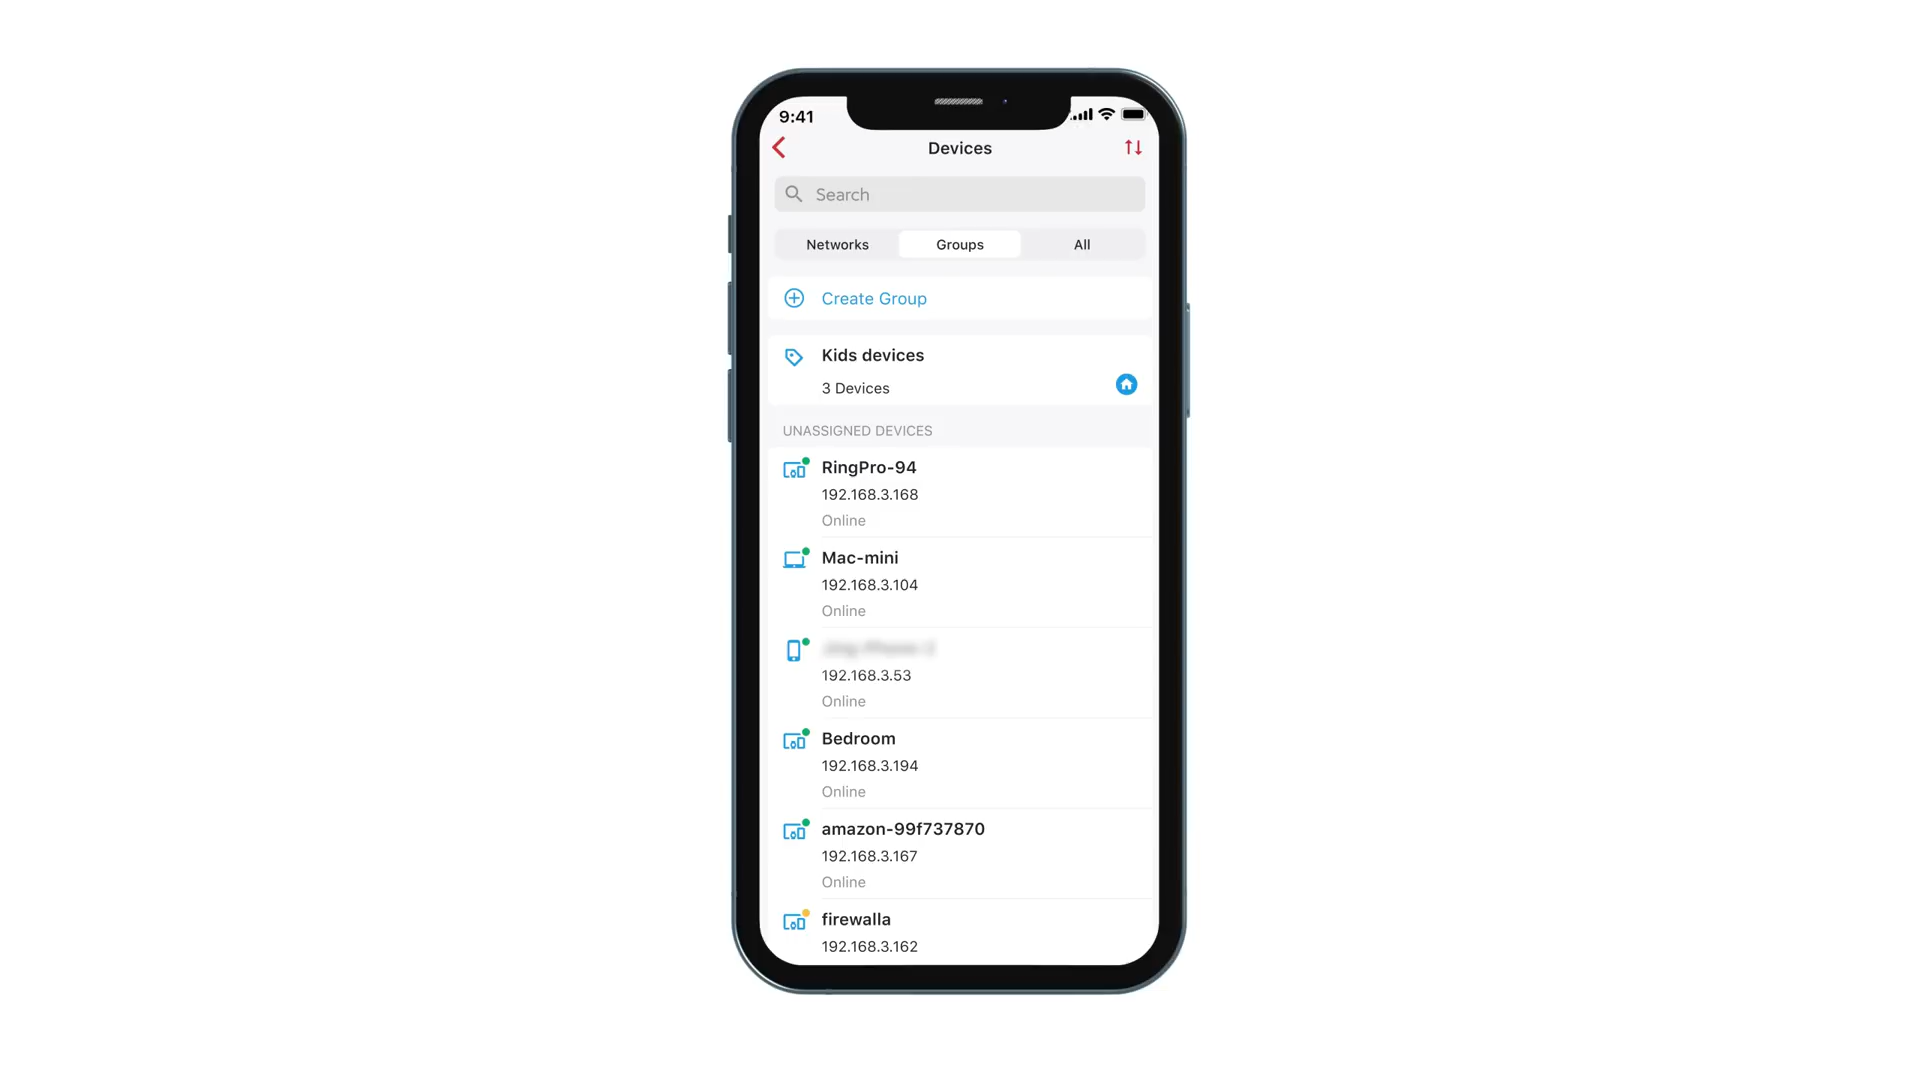 9:41
Devices
Search
Networks Groups All
Create Group
Kids devices
3 Devices
UNASSIGNED DEVICES
RingPro-94
192.168.3.168
Online
Mac-mini
192.168.3.104
Online
192.168.3.53
Online
Bedroom
192.168.3.194
Online
amazon-99f737870
192.168.3.167
Online
firewalla
192.168.3.162